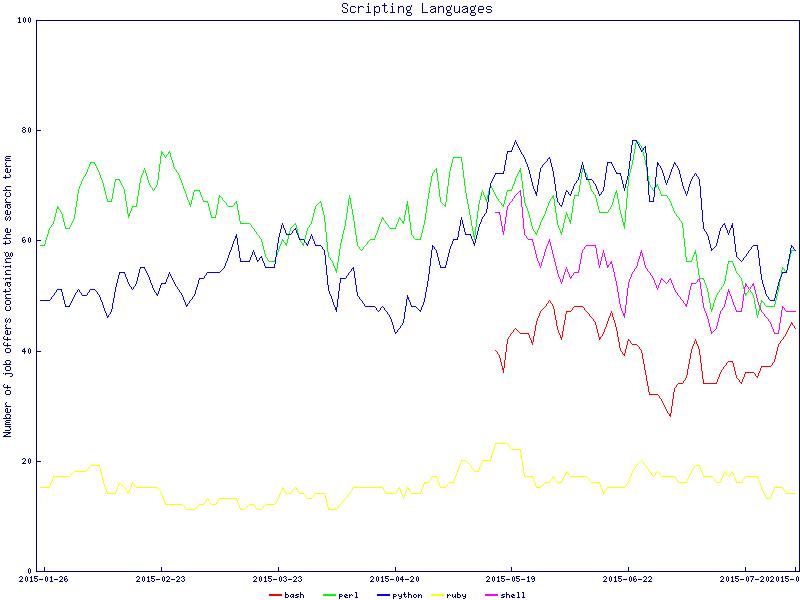 Scripting Languages
100
80
60
40
20
0
Number of job offers containing the search term
2015-01-26 2015-02-23 2015-03-23 2015-04-20 2015-05-19 2015-06-22 2015-07-202015-0
bash perl python ruby shell